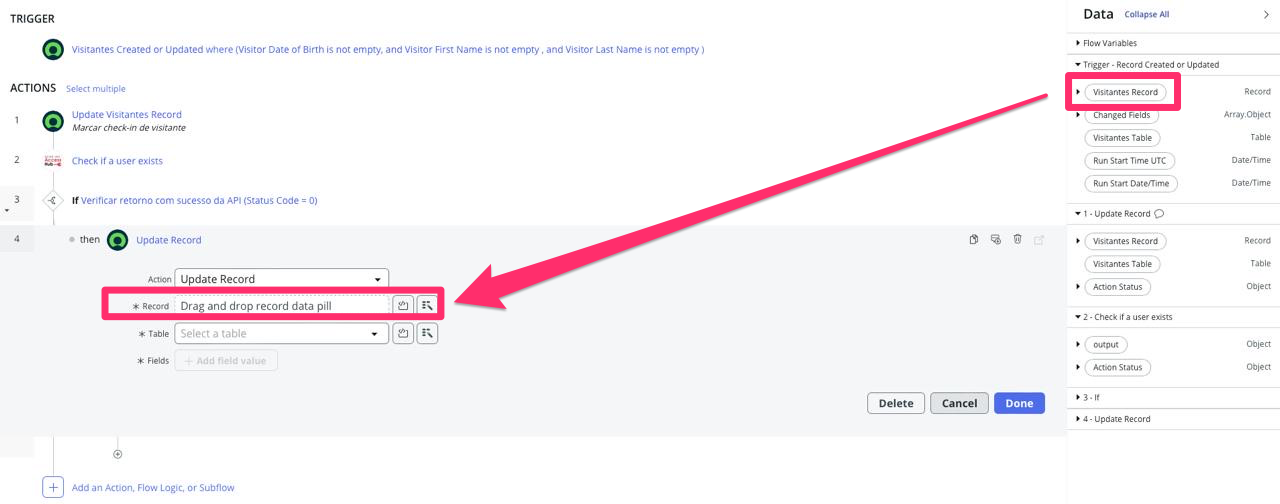 TRIGGER
Visitantes Created or Updated where (Visitor Date of Birth is not empty, and Visitor First Name is not empty , and Visitor Last Name is not empty )
ACTIONS Select multiple
1 Update Visitantes Record
Marcar check-in de visitante
2 Check if a user exists
3 If Verificar retorno com sucesso da API (Status Code = 0)
4 then Update Record
Action Update Record
* Record Drag and drop record data pill
* Table Select a table
* Fields + Add field value
Delete Cancel Done
+ Add an Action, Flow Logic, or Subflow
Data Collapse All
Flow Variables
Trigger - Record Created or Updated
Visitantes Record Record
Changed Fields Array.Object
Visitantes Table Table
Run Start Time UTC Date/Time
Run Start Date/Time Date/Time
1 - Update Record
Visitantes Record Record
Visitantes Table Table
Action Status Object
2 - Check if a user exists
output Object
Action Status Object
3 - If
4 - Update Record